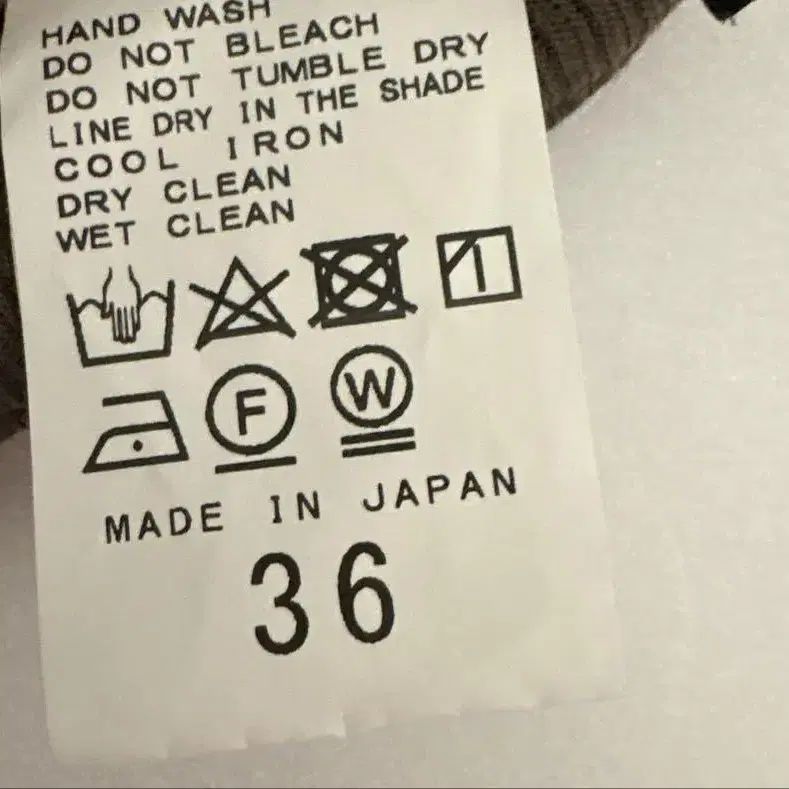 HAND WASH
DO NOT BLEACH
DO NOT TUMBLE DRY
LINE DRY IN THE SHADE
COOL IRON
DRY CLEAN
WET CLEAN
F W
MADE IN JAPAN
36